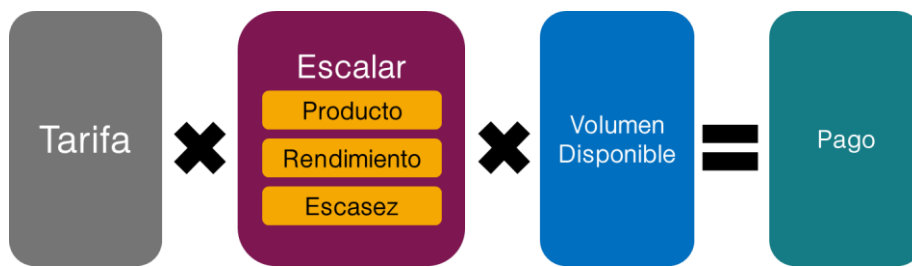 Tarifa
Escalar
Producto
Rendimiento
Escasez
Volumen
Disponible
Pago